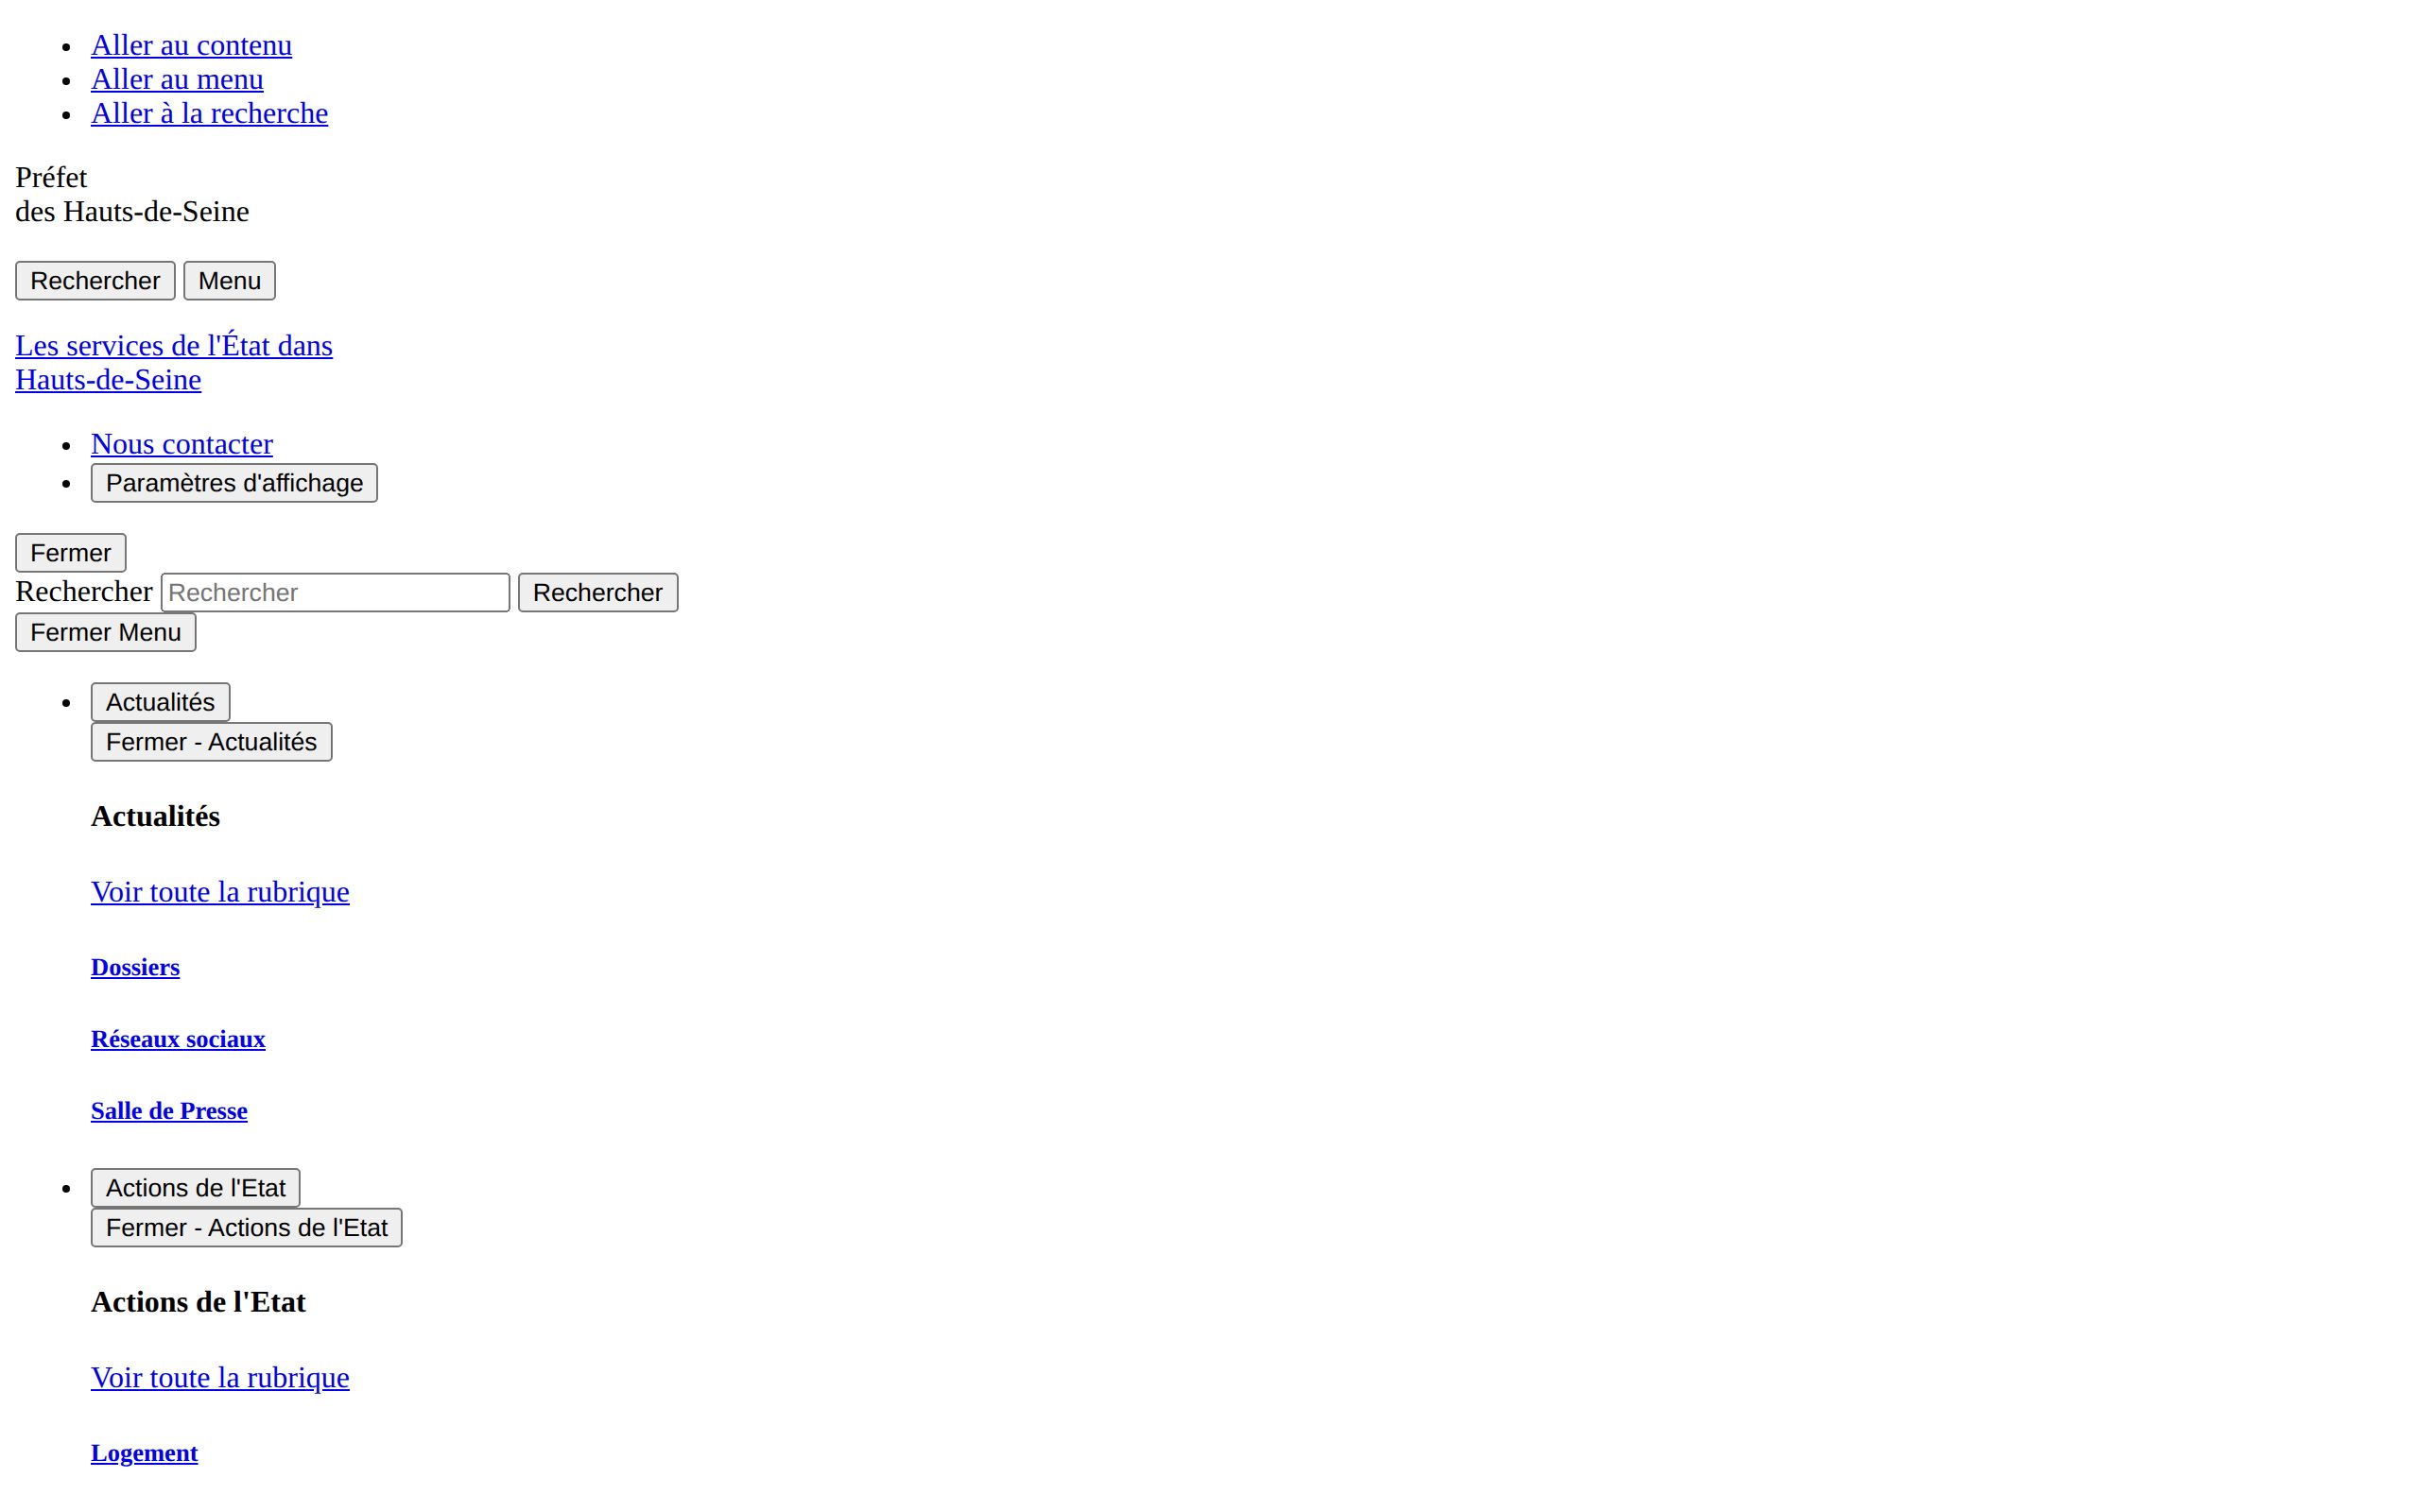 Aller au contenu
Aller au menu
Aller à la recherche
Préfet
des Hauts-de-Seine
Rechercher Menu
Les services de l'État dans
Hauts-de-Seine
Nous contacter
Paramètres d'affichage
Fermer
Rechercher Rechercher Rechercher
Fermer Menu
Actualités
Fermer - Actualités
Actualités
Voir toute la rubrique
Dossiers
Réseaux sociaux
Salle de Presse
Actions de l'Etat
Fermer - Actions de l'Etat
Actions de l'Etat
Voir toute la rubrique
Logement